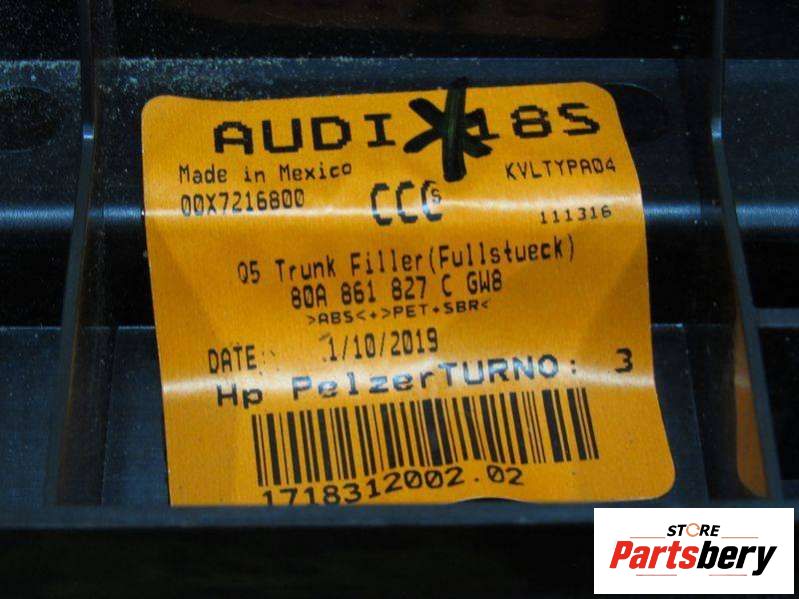 AUDI 18S
Made in Mexico KVLTYPA04
00X7216800 CCC S 111316
Q5 Trunk Filler(Fullstueck)
80A 861 827 C GW8
>ABS<+>PET+SBR<
DATE: 1/10/2019
Hp PelzerTURNO: 3
1718312002.02
STORE
Partsbery